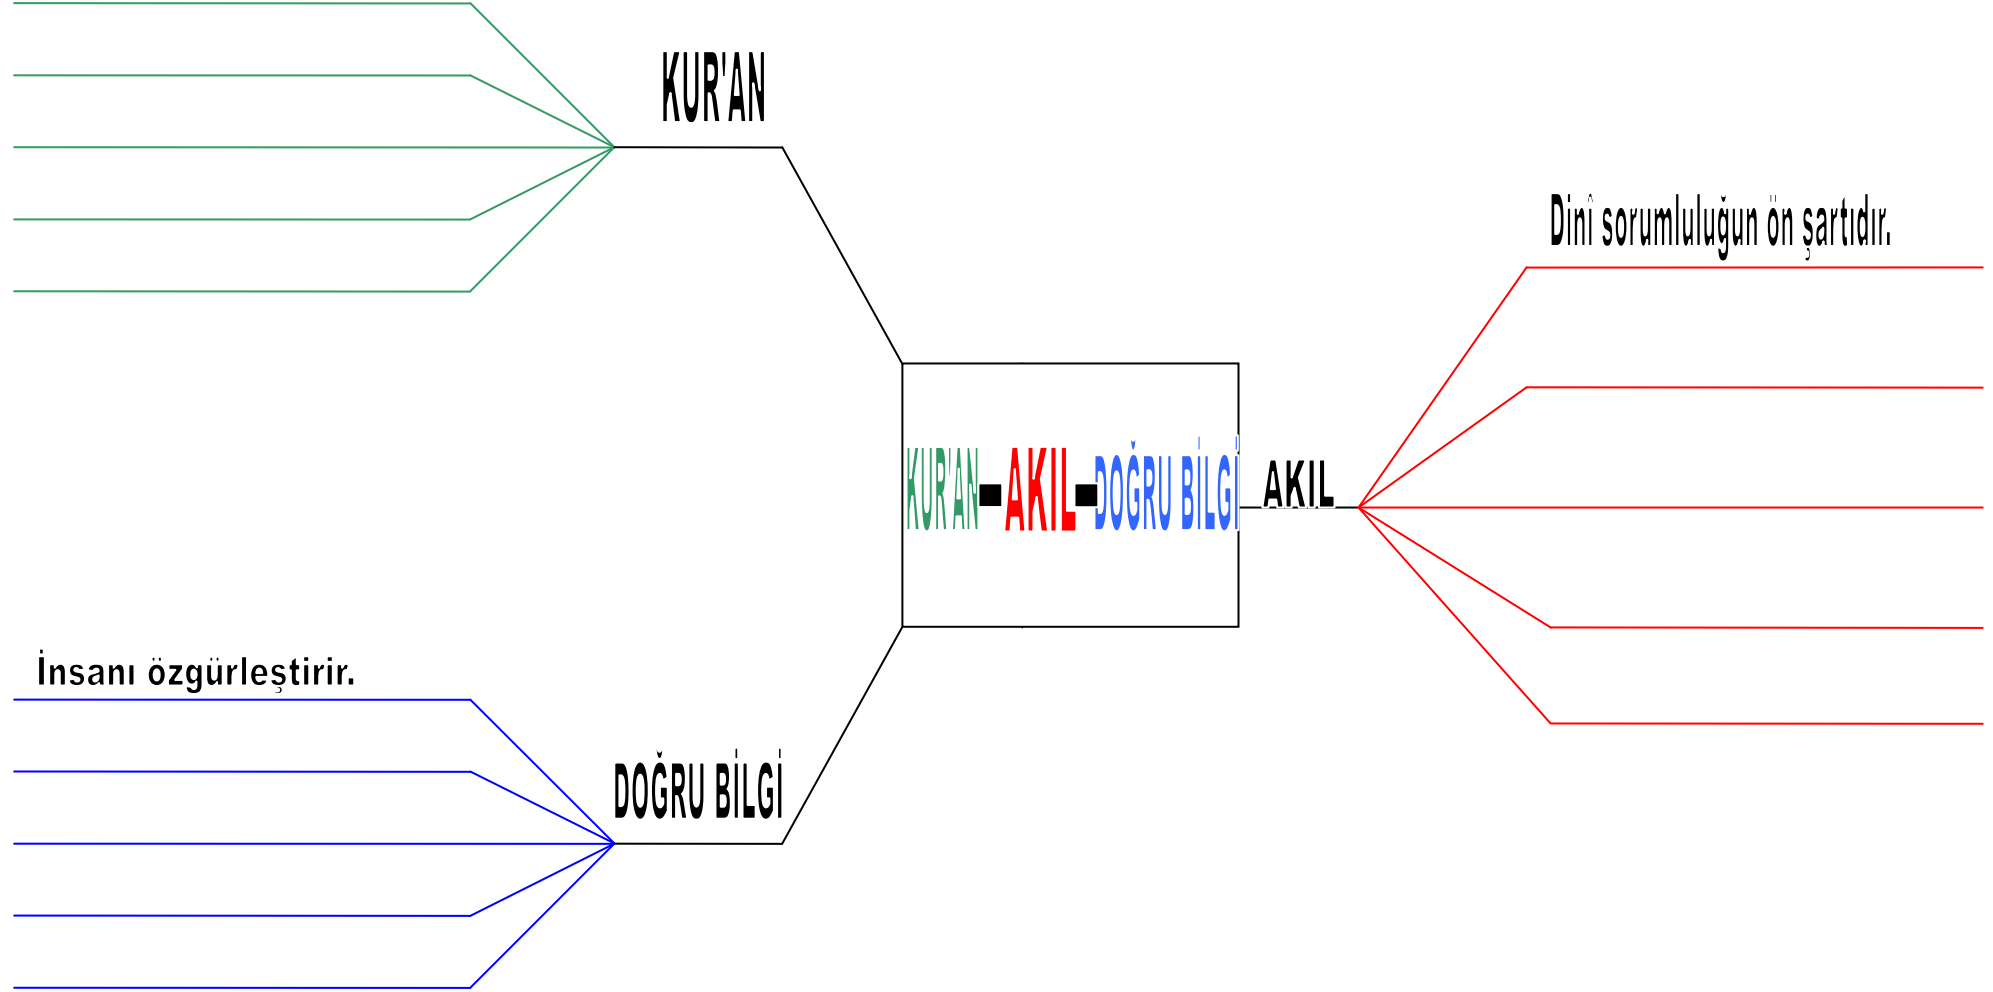 KUR'AN
Dinî sorumluluğun ön şartıdır.
KUR'AN-AKIL-DOĞRU BİLGİ
AKIL
İnsanı özgürleştirir.
DOĞRU BİLGİ